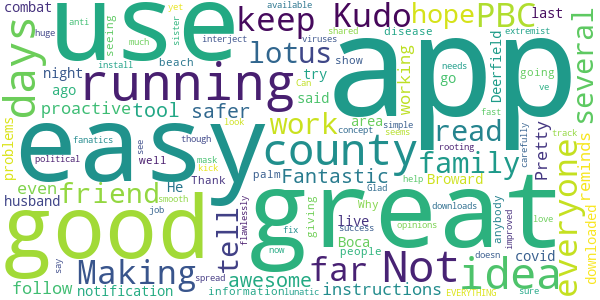 combat use app keep Kudo hope PBC last several
anti yet sister interject much viruses Can install
seeing lotus show disease Deerfield available shared extremist
days running night beach try go working going ve
ago said area needs fast
proactive tool safer work read simple track
problems easy county concept seems rooting
fanatics though look
political see well mask kick palm Fantastic family Broward carefully
even friend He Thank smooth Glad help Pretty everyone reminds downloaded
husband job tell flawlessly giving Why downloads
good great live Boca fix success opinions anybody improved
Making far Not now people doesn covid love idea
follow notification awesome instructions
say spread information lunatic EVERYTHING sure huge